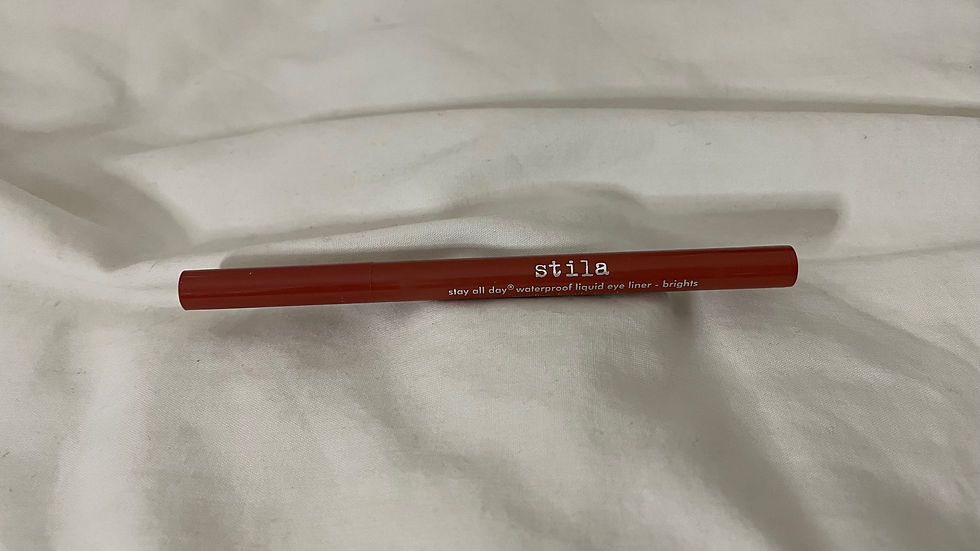 stila
stay all day® waterproof liquid eye liner - brights